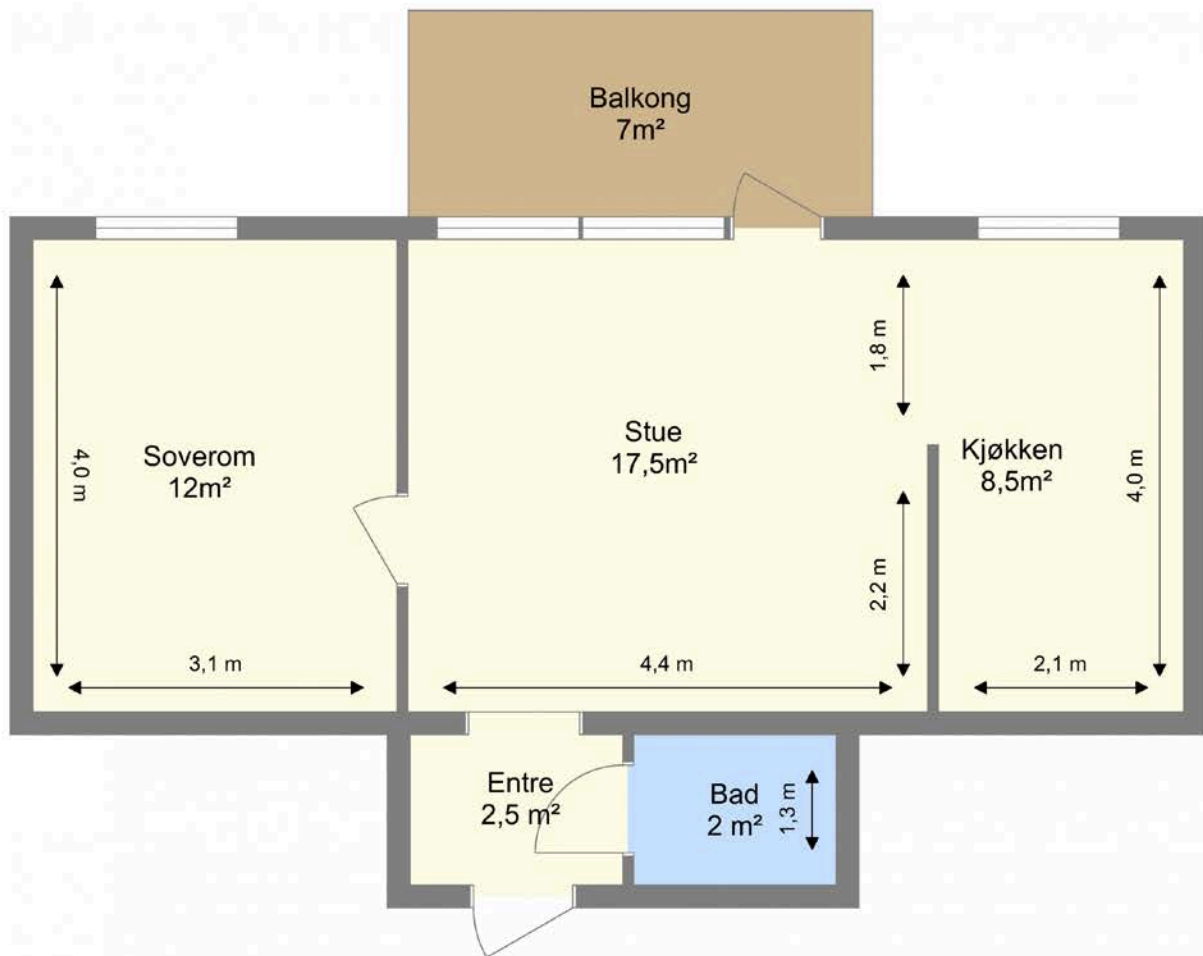 Balkong
7m²
1,8 m
Stue
17,5m²
Soverom
12m²
Kjøkken
8,5m²
4,0 m
4,0 m
2,2 m
3,1 m
4,4 m
2,1 m
Entre
2,5 m²
Bad
2 m²
1,3 m